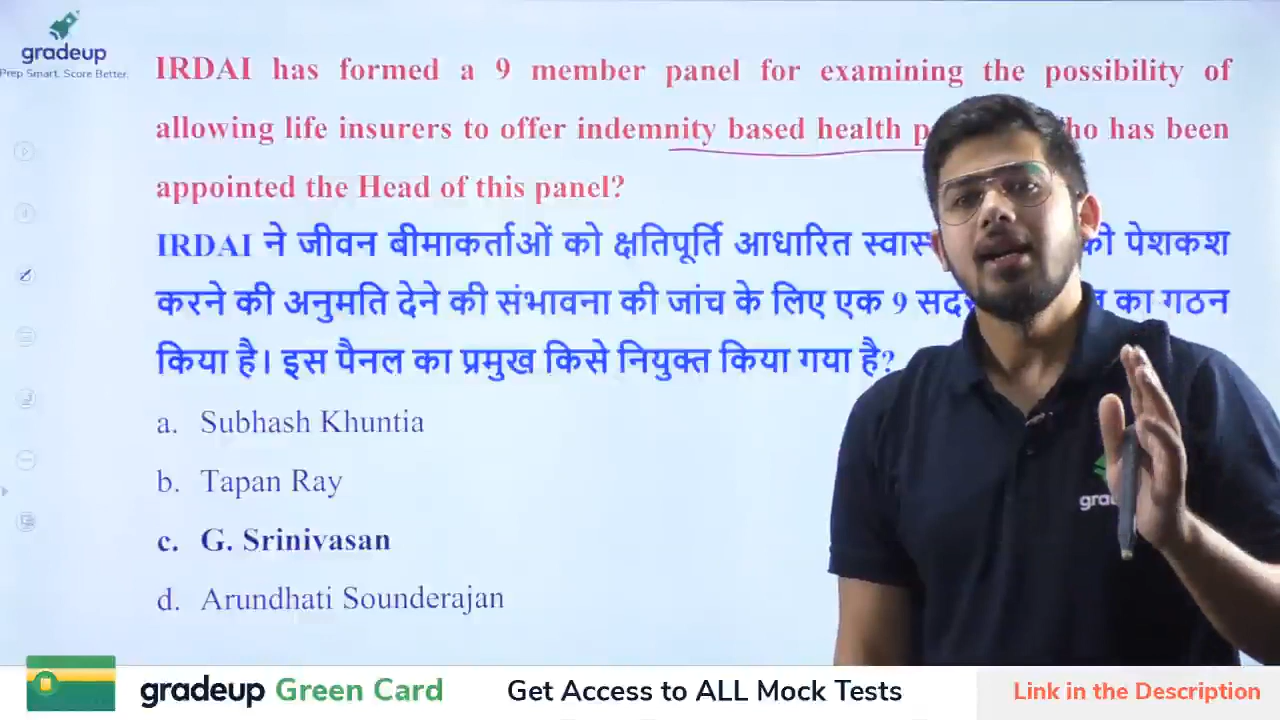 gradeup
Prep Smart. Score Better.
IRDAI has formed a 9 member panel for examining the possibility of
allowing life insurers to offer indemnity based health has been
appointed the Head of this panel?
IRDAI ने जीवन बीमाकर्ताओं को क्षतिपूर्ति आधारित की पेशकश
करने की अनुमति देने की संभावना की जांच के लिए एक 9 का गठन
किया है। इस पैनल का प्रमुख किसे नियुक्त किया गया है?
a. Subhash Khuntia
b. Tapan Ray
c. G. Srinivasan
d. Arundhati Sounderajan
gradeup Green Card Get Access to ALL Mock Tests Link in the Description